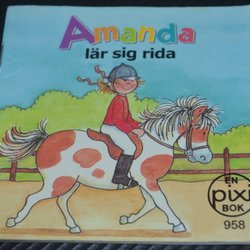 Amanda
lär sig rida
EN
pixi
BOK
958